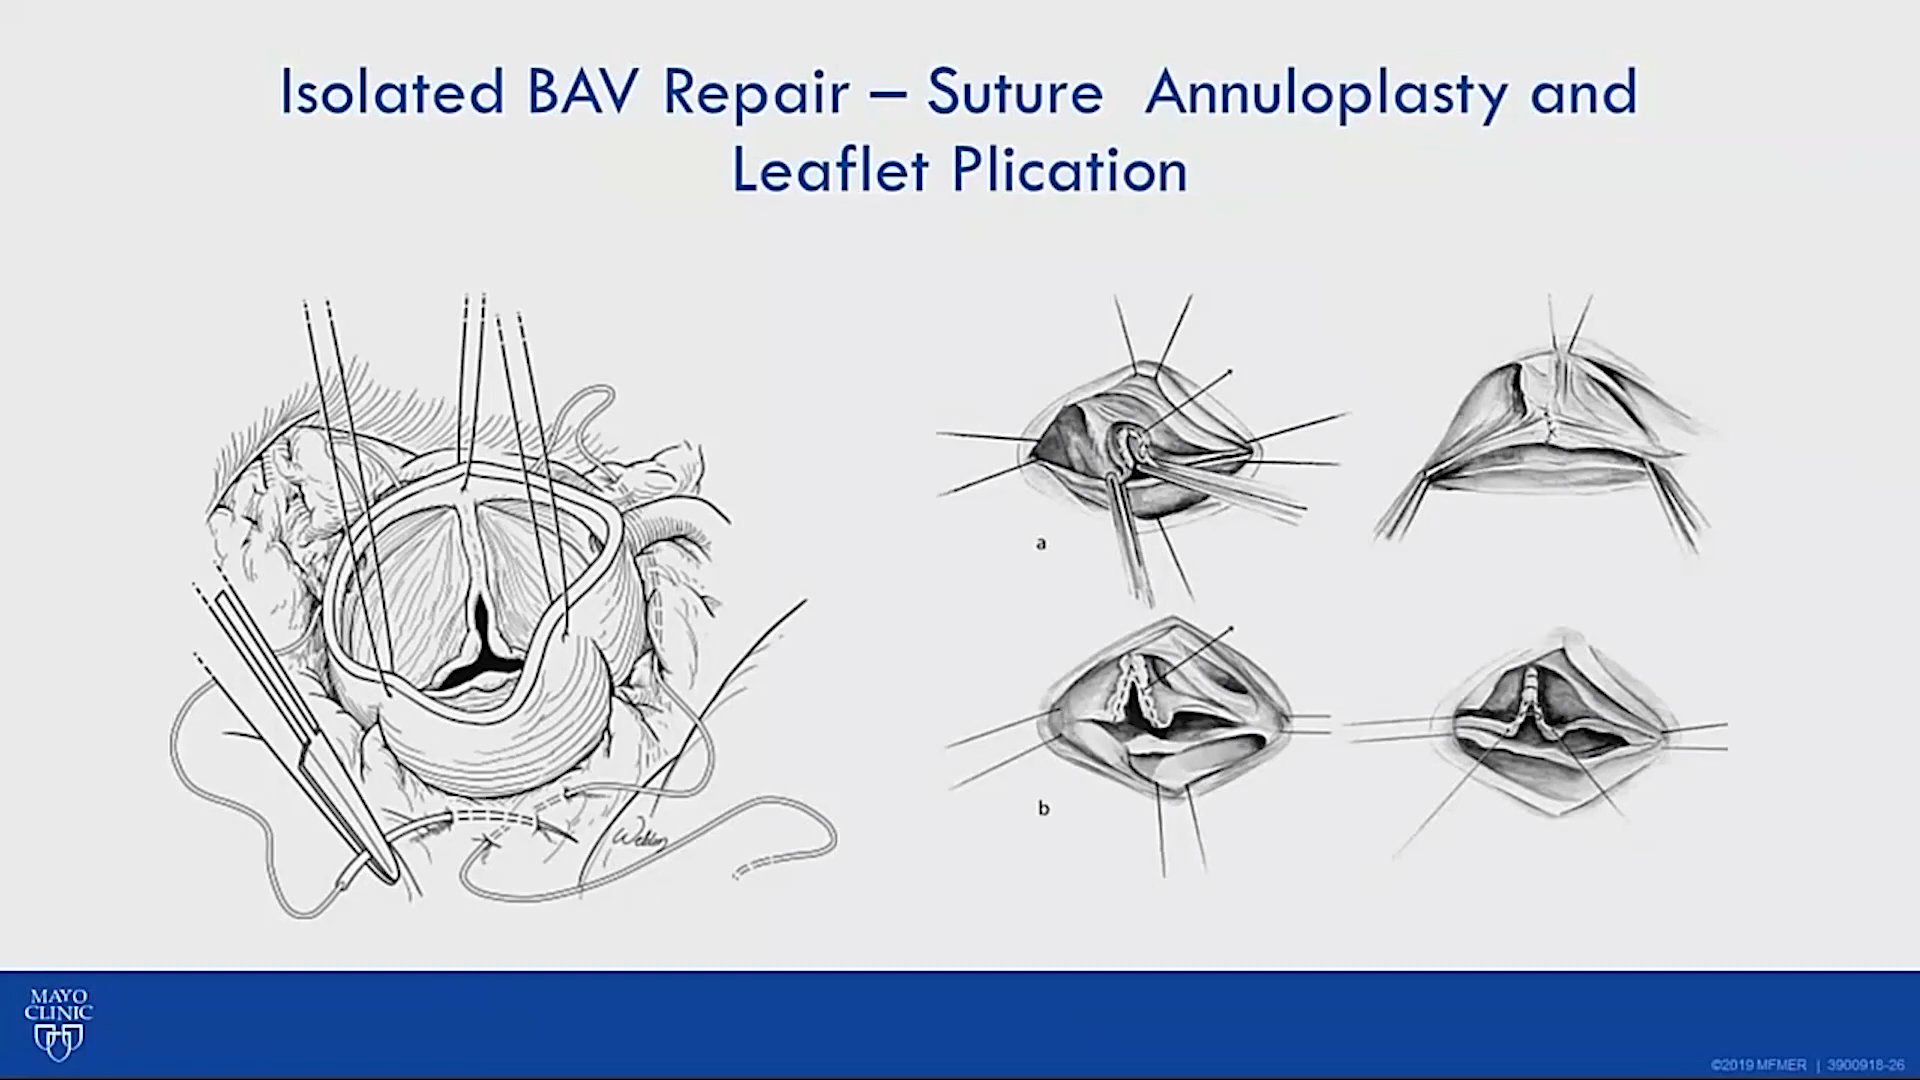 Isolated BAV Repair – Suture Annuloplasty and
Leaflet Plication
a
b
MAYO
CLINIC
©2019 MFMER | 3900918-26